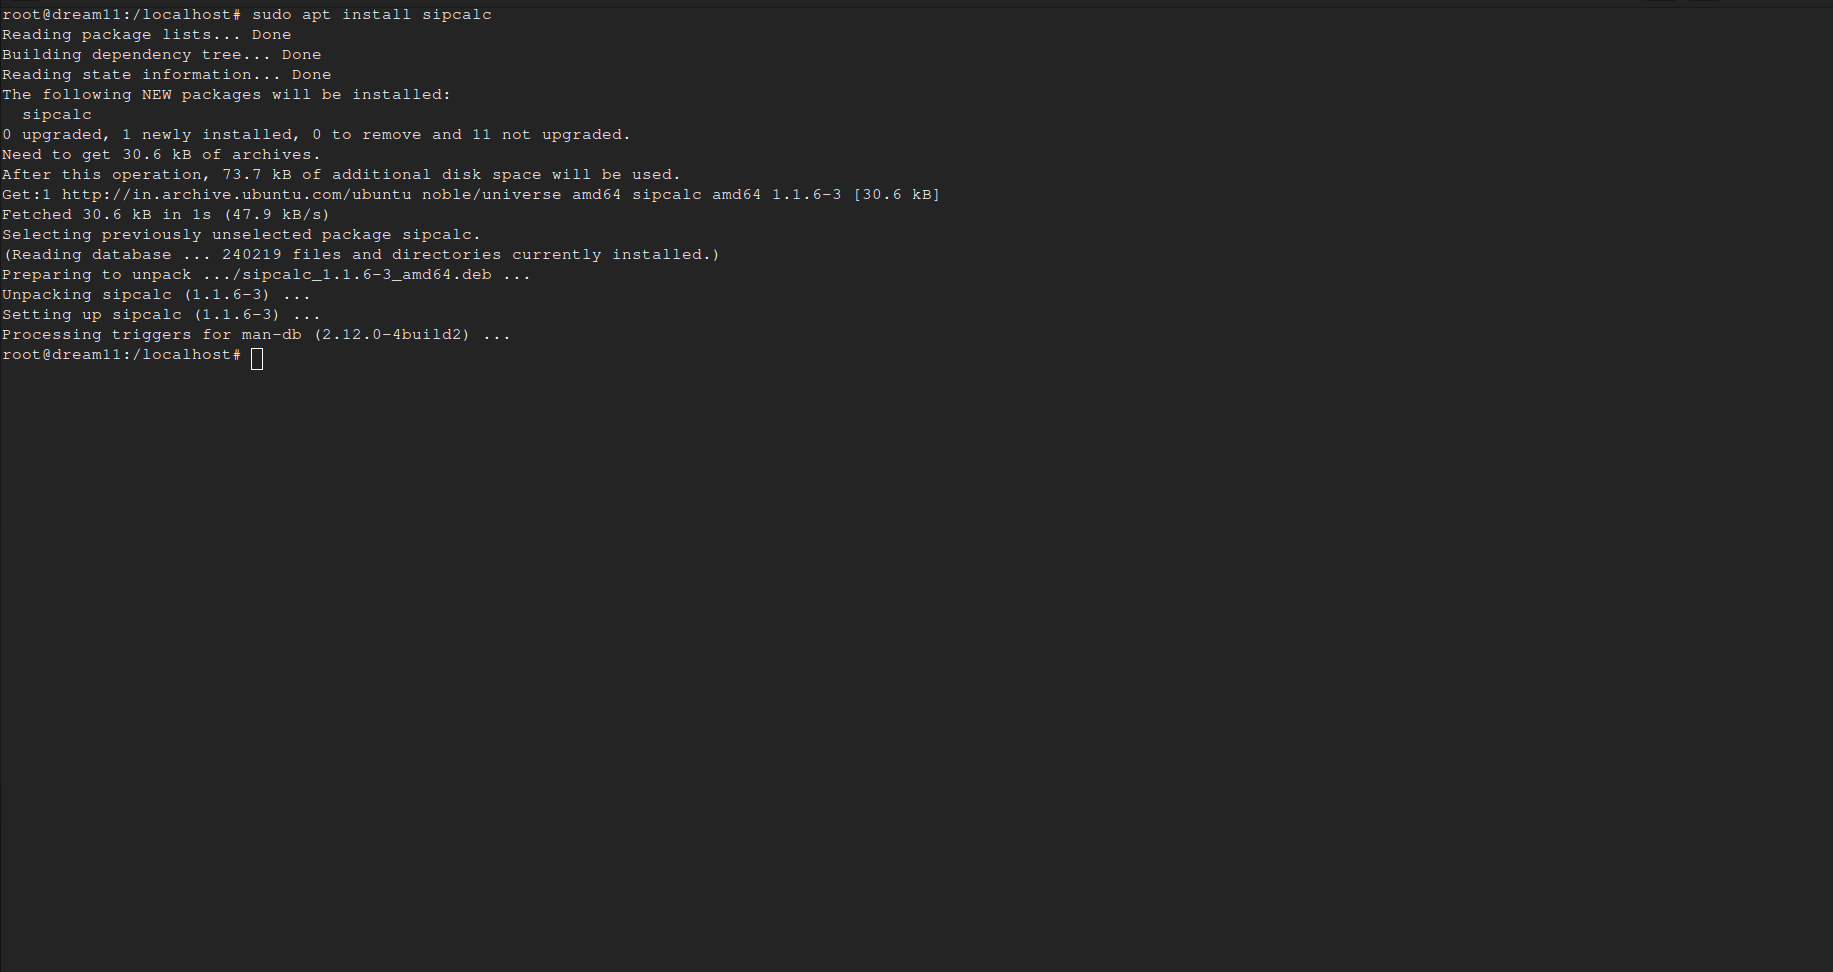 root@dream11:/localhost# sudo apt install sipcalc
Reading package lists... Done
Building dependency tree... Done
Reading state information... Done
The following NEW packages will be installed:
  sipcalc
0 upgraded, 1 newly installed, 0 to remove and 11 not upgraded.
Need to get 30.6 kB of archives.
After this operation, 73.7 kB of additional disk space will be used.
Get:1 http://in.archive.ubuntu.com/ubuntu noble/universe amd64 sipcalc amd64 1.1.6-3 [30.6 kB]
Fetched 30.6 kB in 1s (47.9 kB/s)
Selecting previously unselected package sipcalc.
(Reading database ... 240219 files and directories currently installed.)
Preparing to unpack .../sipcalc_1.1.6-3_amd64.deb ...
Unpacking sipcalc (1.1.6-3) ...
Setting up sipcalc (1.1.6-3) ...
Processing triggers for man-db (2.12.0-4build2) ...
root@dream11:/localhost#